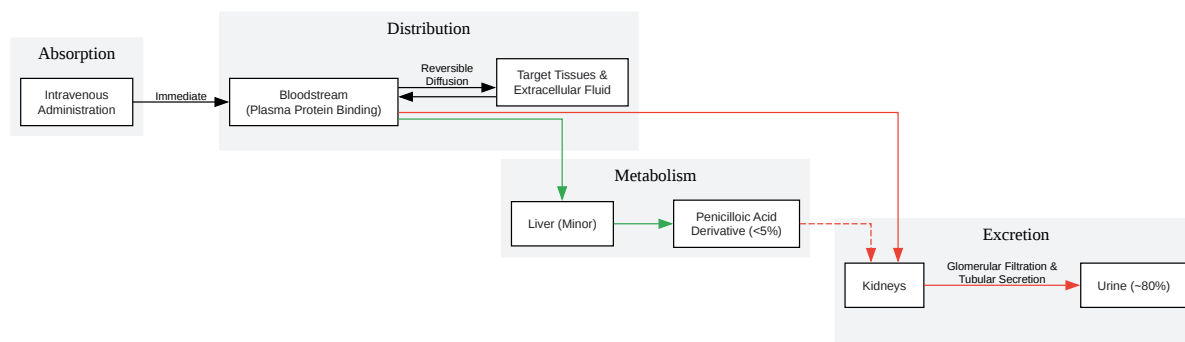 Absorption
Intravenous
Administration
Immediate
Distribution
Bloodstream
(Plasma Protein Binding)
Reversible
Diffusion
Target Tissues &
Extracellular Fluid
Metabolism
Liver (Minor)
Penicilloic Acid
Derivative (<5%)
Excretion
Kidneys
Glomerular Filtration &
Tubular Secretion
Urine (~80%)